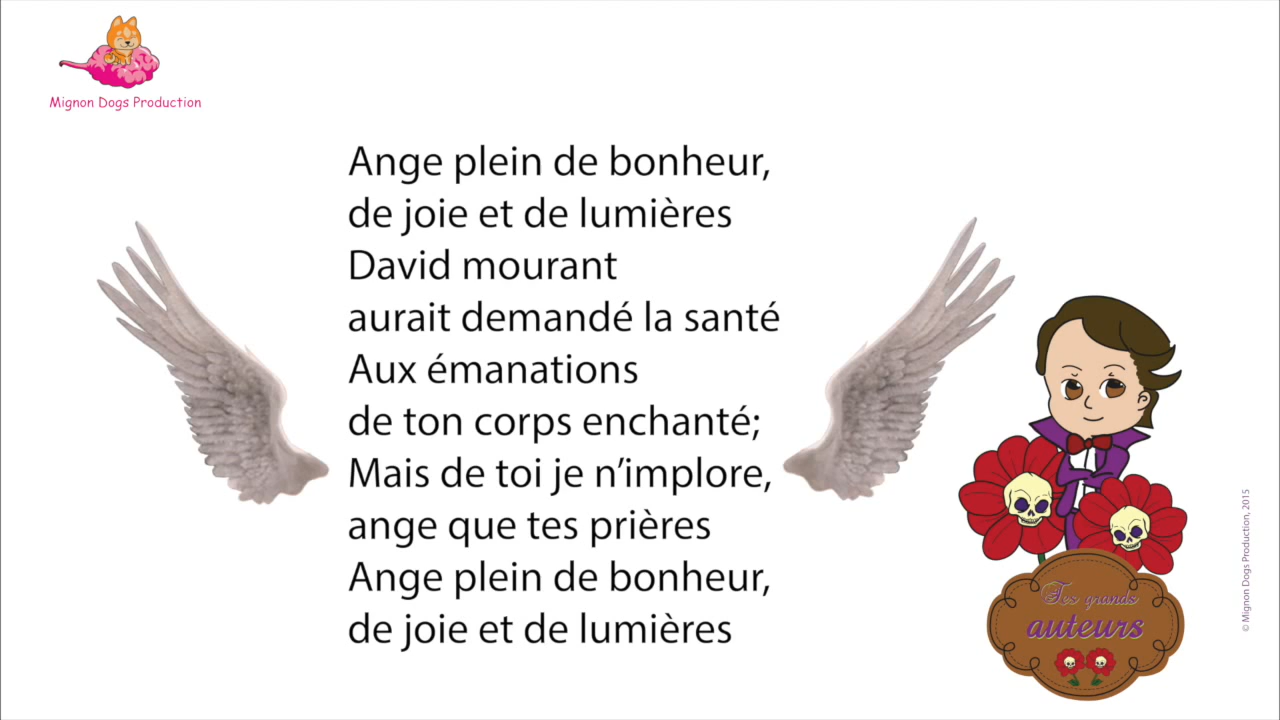 Mignon Dogs Production
Ange plein de bonheur,
de joie et de lumières
David mourant
aurait demandé la santé
Aux émanations
de ton corps enchanté;
Mais de toi je n’implore,
ange que tes prières
Ange plein de bonheur,
de joie et de lumières
Tes grands
auteurs
© Mignon Dogs Production, 2015